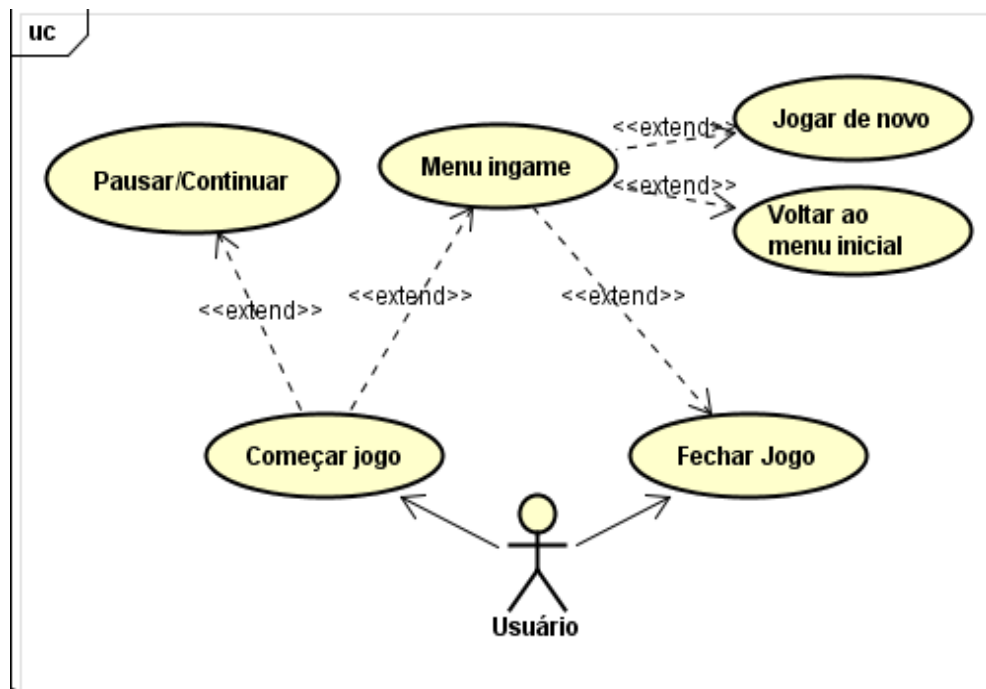 uc
Jogar de novo
<<extend>>
Pausar/Continuar
Menu ingame
<<extend>>
Voltar ao
menu inicial
<<extend>>
<<extend>>
<<extend>>
Começar jogo
Fechar Jogo
Usuário